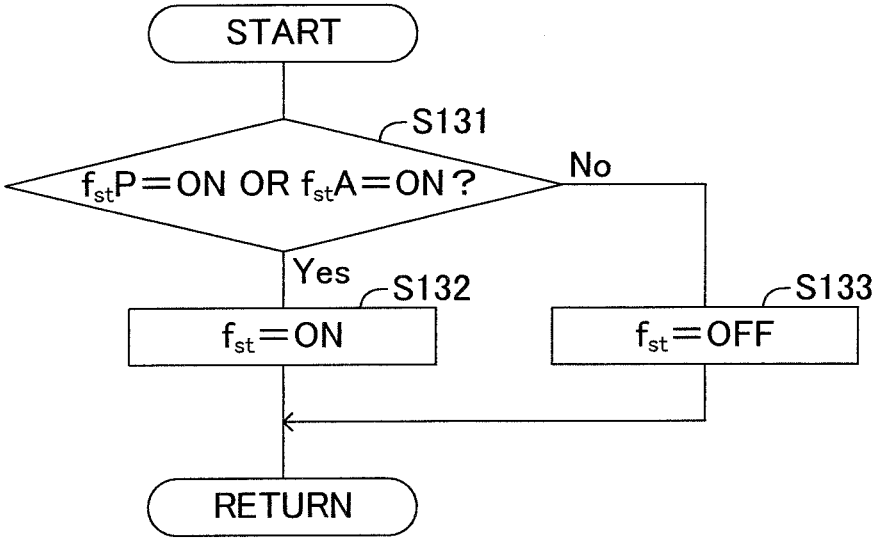 START
S131
f_stP=ON OR f_stA=ON?
No
Yes
S132
S133
f_st=ON
f_st=OFF
RETURN